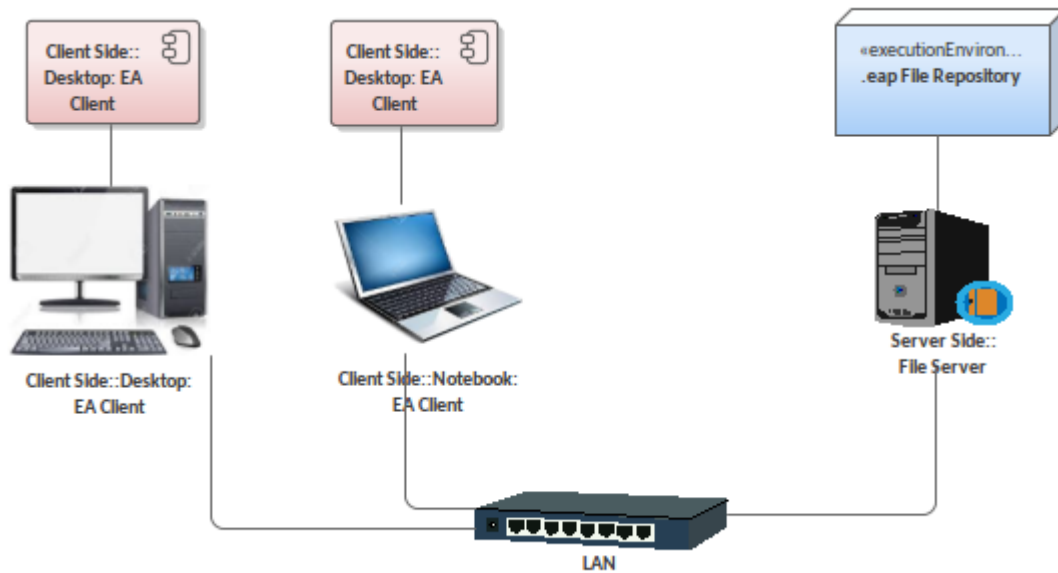 Client Side::
Desktop: EA
Client
Client Side::
Desktop: EA
Client
«executionEnviron...
.eap File Repository
Client Side::Desktop:
EA Client
Client Side::Notebook:
EA Client
Server Side::
File Server
LAN